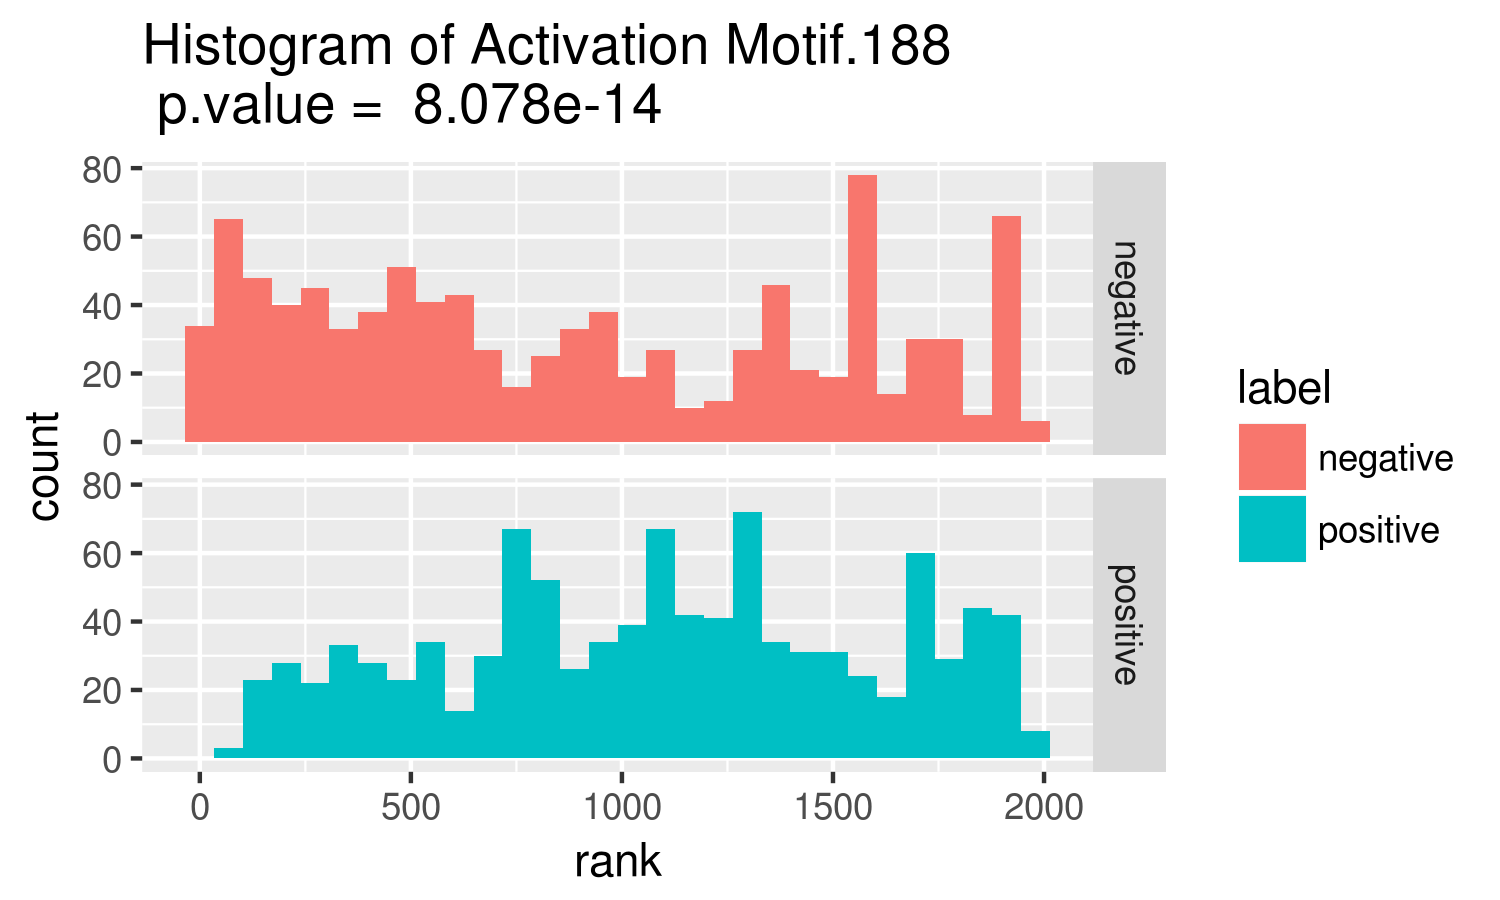 Histogram of Activation Motif.188
p.value = 8.078e-14
80
60
40
20
0
negative
80
60
40
20
0
positive
count
0 500 1000 1500 2000
rank
label
negative
positive